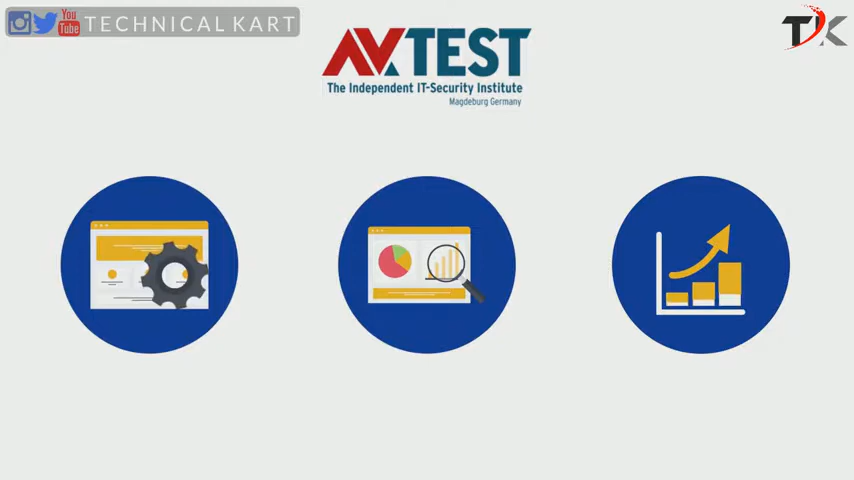 You
Tube
TECHNICAL KART
TK
AV.TEST
The Independent IT-Security Institute
Magdeburg Germany